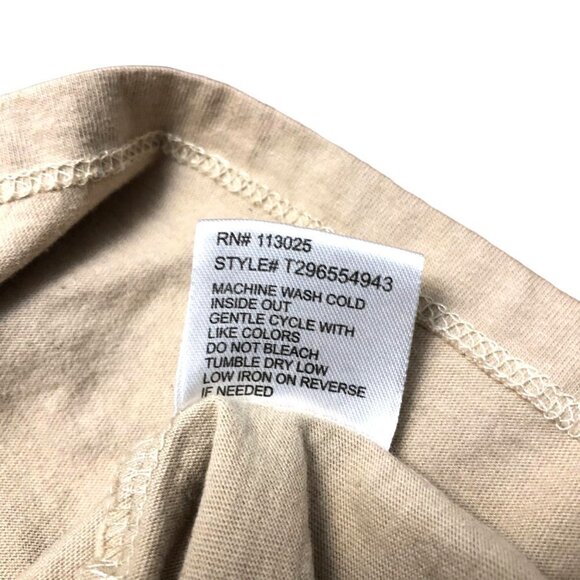 RN# 113025
STYLE# T296554943
MACHINE WASH COLD
INSIDE OUT
GENTLE CYCLE WITH
LIKE COLORS
DO NOT BLEACH
TUMBLE DRY LOW
LOW IRON ON REVERSE
IF NEEDED